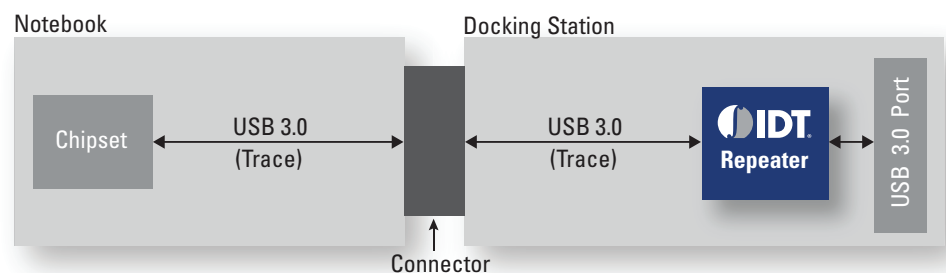 Notebook
Docking Station
Chipset
USB 3.0
(Trace)
USB 3.0
(Trace)
IDT
Repeater
USB 3.0 Port
Connector